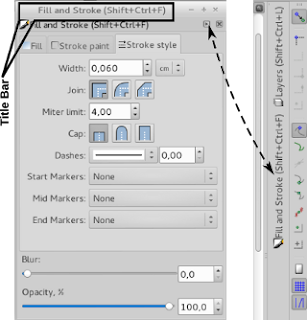 Fill and Stroke (Shift+Ctrl+F)
Fill and Stroke (Shift+Ctrl+F)
Fill Stroke paint Stroke style
Width: 0,060 cm
Join:
Miter limit: 4,00
Cap:
Dashes: 0,00
Start Markers: None
Mid Markers: None
End Markers: None
Blur:
0,0
Opacity, %
100,0
Title Bar
Layers (Shift+Ctrl+L)
Fill and Stroke (Shift+Ctrl+F)